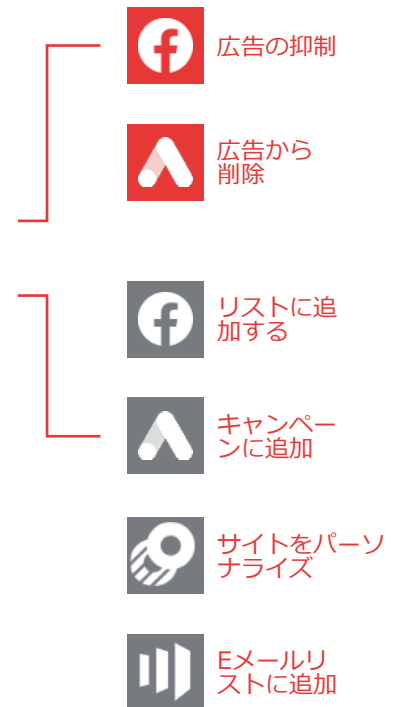 広告の抑制
広告から
削除
リストに追
加する
キャンペー
ンに追加
サイトをパーソ
ナライズ
Eメールリ
ストに追加